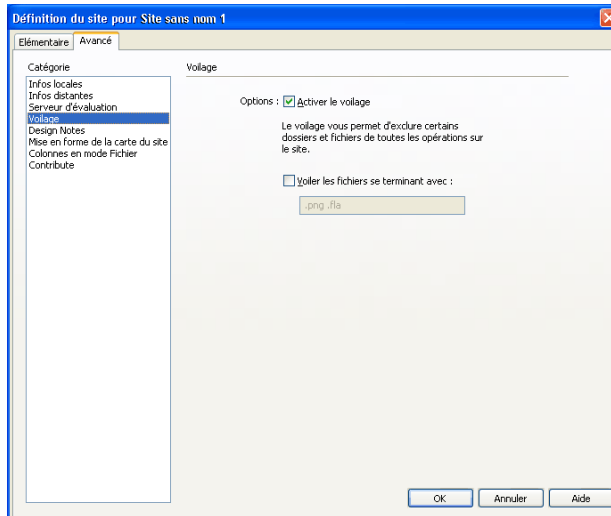 Définition du site pour Site sans nom 1
Elémentaire
Avancé
Catégorie
Voilage
Infos locales
Infos distantes
Serveur d'évaluation
Voilage
Design Notes
Mise en forme de la carte du site
Colonnes en mode Fichier
Contribute
Options : Activer le voilage
Le voilage vous permet d'exclure certains
dossiers et fichiers de toutes les opérations sur
le site.
Voiler les fichiers se terminant avec :
.png .fla
OK
Annuler
Aide